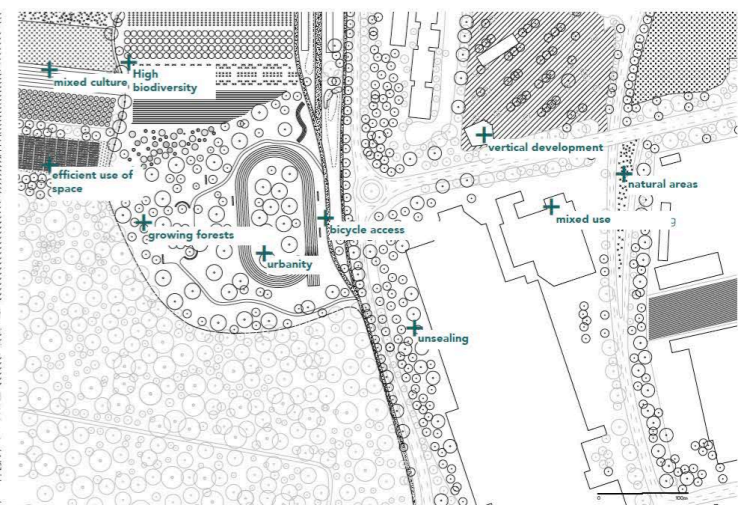 mixed culture
High
biodiversity
vertical development
efficient use of
space
natural areas
mixed use
growing forests
bicycle access
urbanity
unsealing
100m